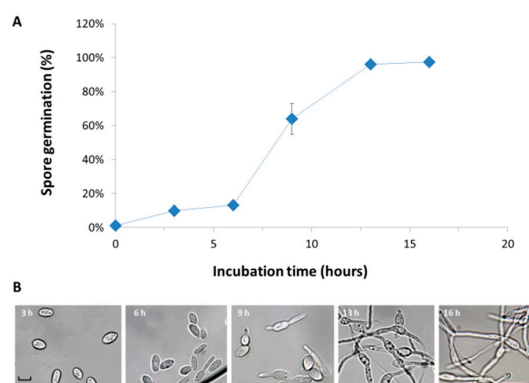 A
120%
100%
80%
60%
40%
20%
0%
Spore germination (%)
0 5 10 15 20
Incubation time (hours)
B
3 h 6 h 9 h 13 h 16 h